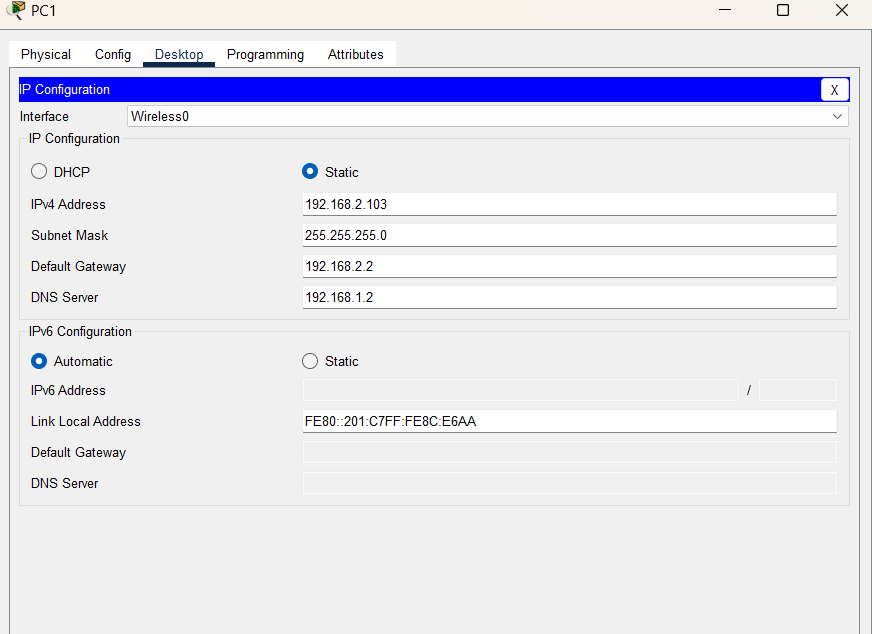 PC1
Physical Config Desktop Programming Attributes
IP Configuration X
Interface Wireless0
IP Configuration
DHCP Static
IPv4 Address 192.168.2.103
Subnet Mask 255.255.255.0
Default Gateway 192.168.2.2
DNS Server 192.168.1.2
IPv6 Configuration
Automatic Static
IPv6 Address /
Link Local Address FE80::201:C7FF:FE8C:E6AA
Default Gateway
DNS Server